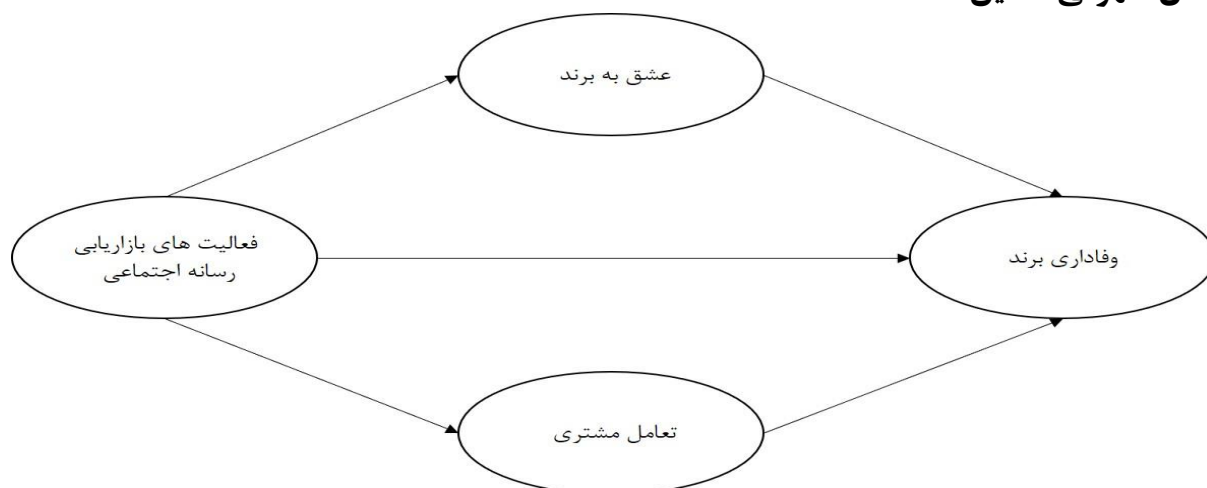 عشق به برند
فعالیت های بازاریابی
رسانه اجتماعی
وفاداری برند
تعامل مشتری